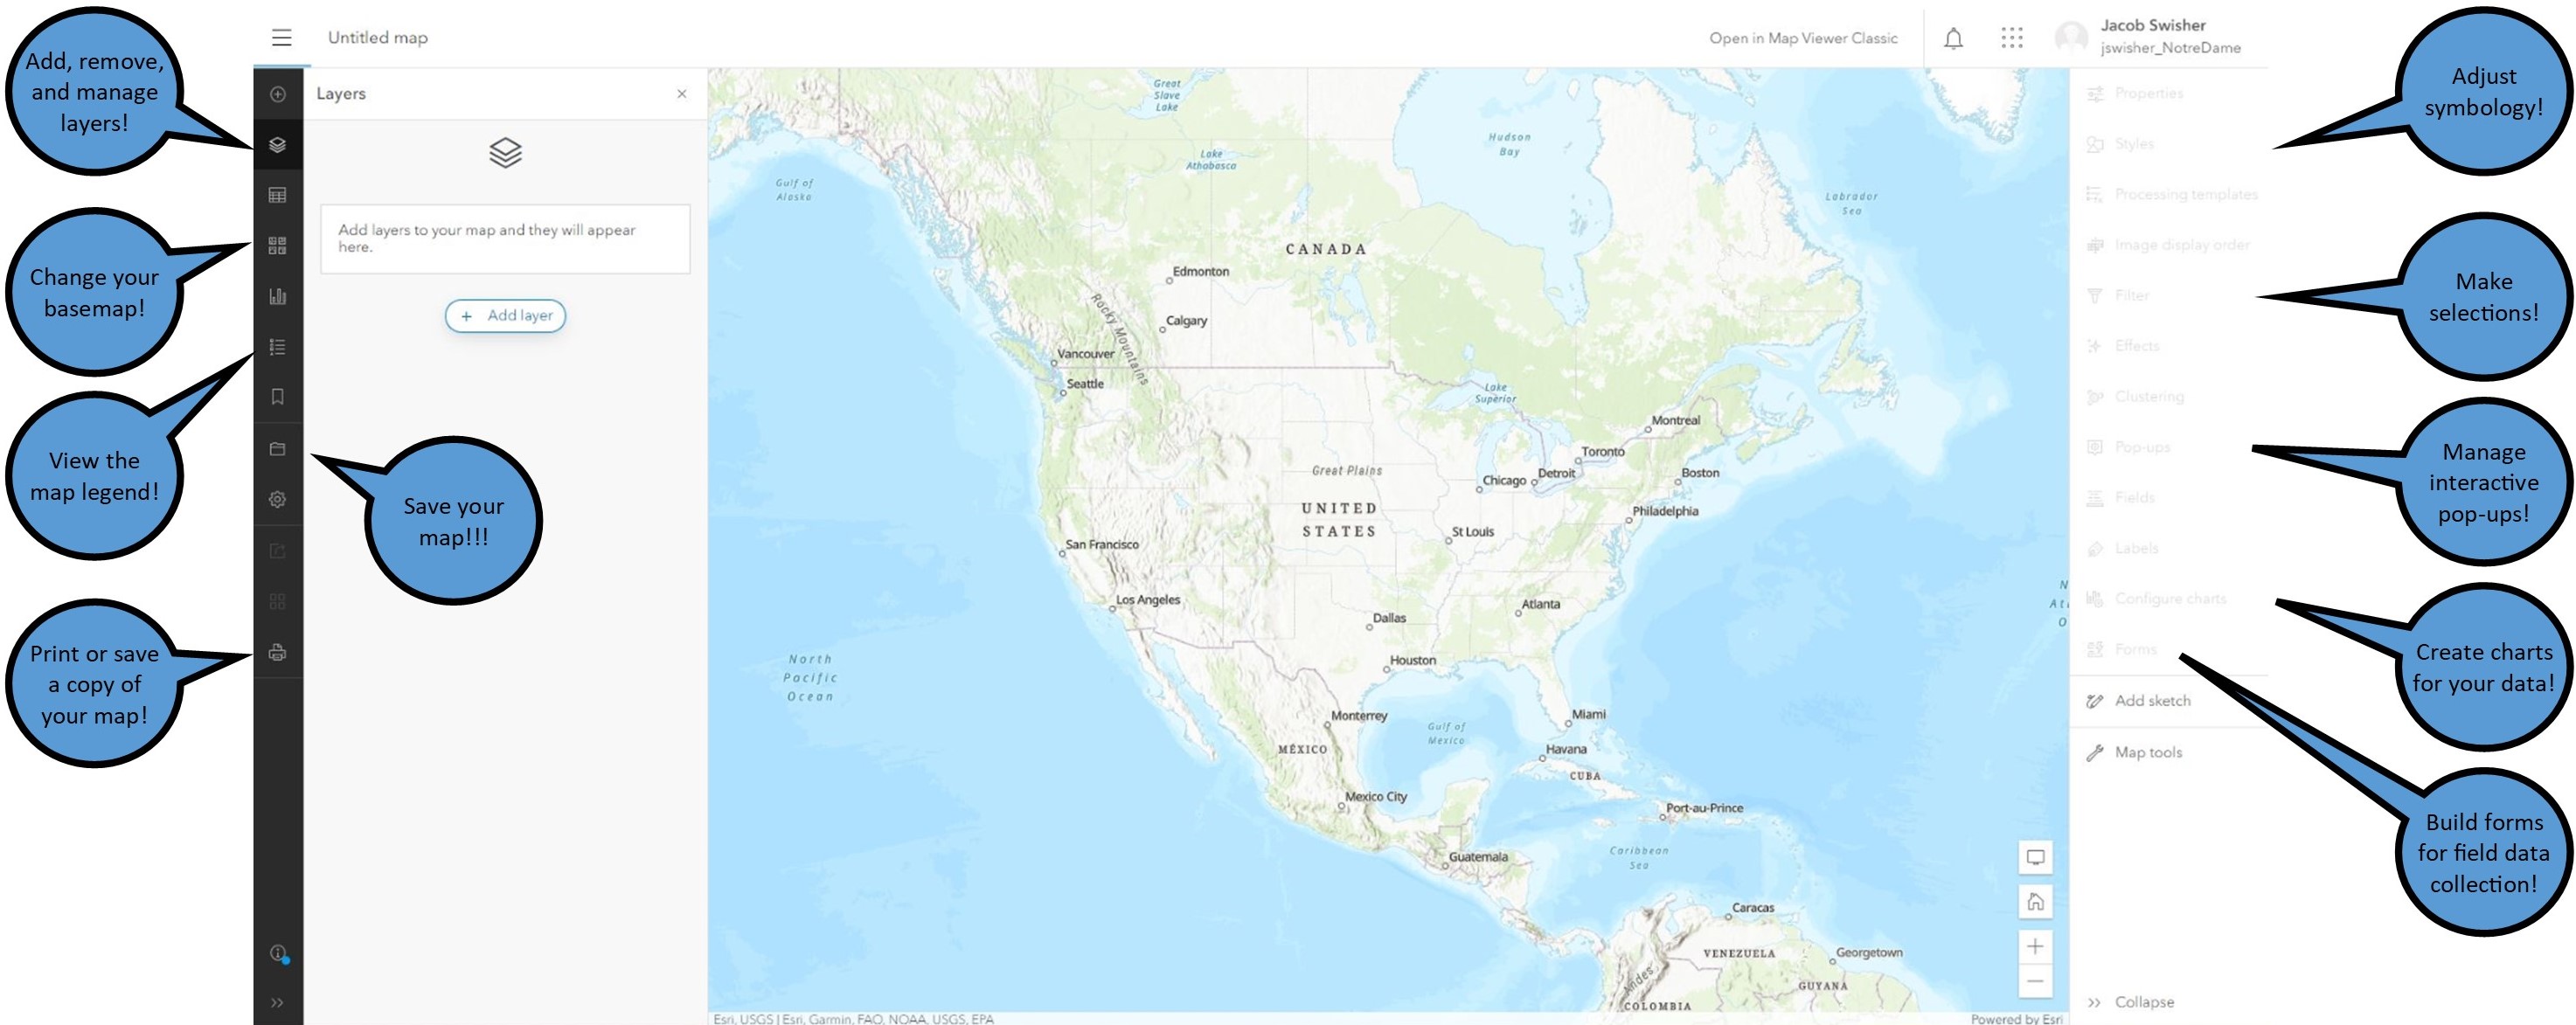 Untitled map
Open in Map Viewer Classic
Jacob Swisher
jswisher_NotreDame
Add, remove,
and manage
layers!
Change your
basemap!
View the
map legend!
Print or save
a copy of
your map!
Layers
Add layers to your map and they will appear
here.
+ Add layer
Save your
map!!!
Great
Slave
Lake
Lake
Athabasca
Hudson
Bay
Gulf of
Alaska
Labrador
Sea
CANADA
Edmonton
Rocky Mountains
Calgary
Vancouver
Seattle
Lake
Superior
Montreal
Toronto
Great Plains
Chicago
Detroit
Boston
UNITED
STATES
Philadelphia
St Louis
San Francisco
Los Angeles
Atlanta
Dallas
N
At
O
North
Pacific
Ocean
Houston
Monterrey
Miami
Gulf of
Mexico
MÉXICO
Havana
CUBA
Mexico City
Port-au-Prince
Guatemala
Caribbean
Sea
Caracas
VENEZUELA
Georgetown
Andes
GUYANA
COLOMBIA
Esri, USGS | Esri, Garmin, FAO, NOAA, USGS, EPA
Powered by Esri
Properties
Styles
Processing templates
Image display order
Filter
Effects
Clustering
Pop-ups
Fields
Labels
Configure charts
Forms
Add sketch
Map tools
Collapse
Adjust
symbology!
Make
selections!
Manage
interactive
pop-ups!
Create charts
for your data!
Build forms
for field data
collection!